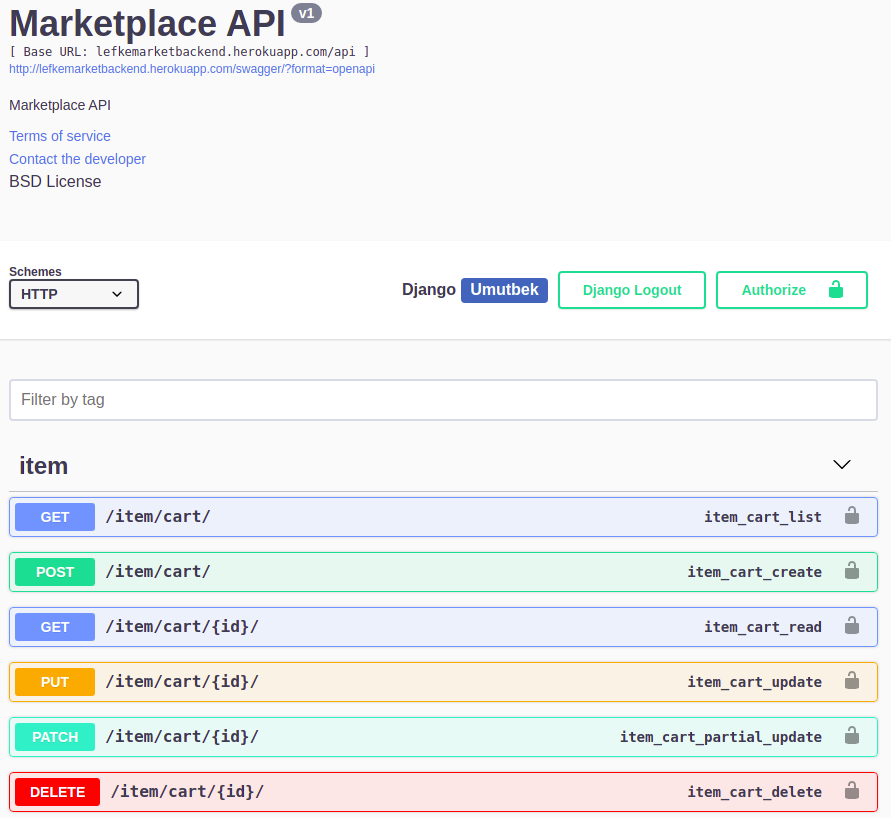 Marketplace API v1
[ Base URL: lefkemarketbackend.herokuapp.com/api ]
http://lefkemarketbackend.herokuapp.com/swagger/?format=openapi
Marketplace API
Terms of service
Contact the developer
BSD License
Schemes
HTTP
Django Umutbek Django Logout Authorize
Filter by tag
item
GET /item/cart/ item_cart_list
POST /item/cart/ item_cart_create
GET /item/cart/{id}/ item_cart_read
PUT /item/cart/{id}/ item_cart_update
PATCH /item/cart/{id}/ item_cart_partial_update
DELETE /item/cart/{id}/ item_cart_delete